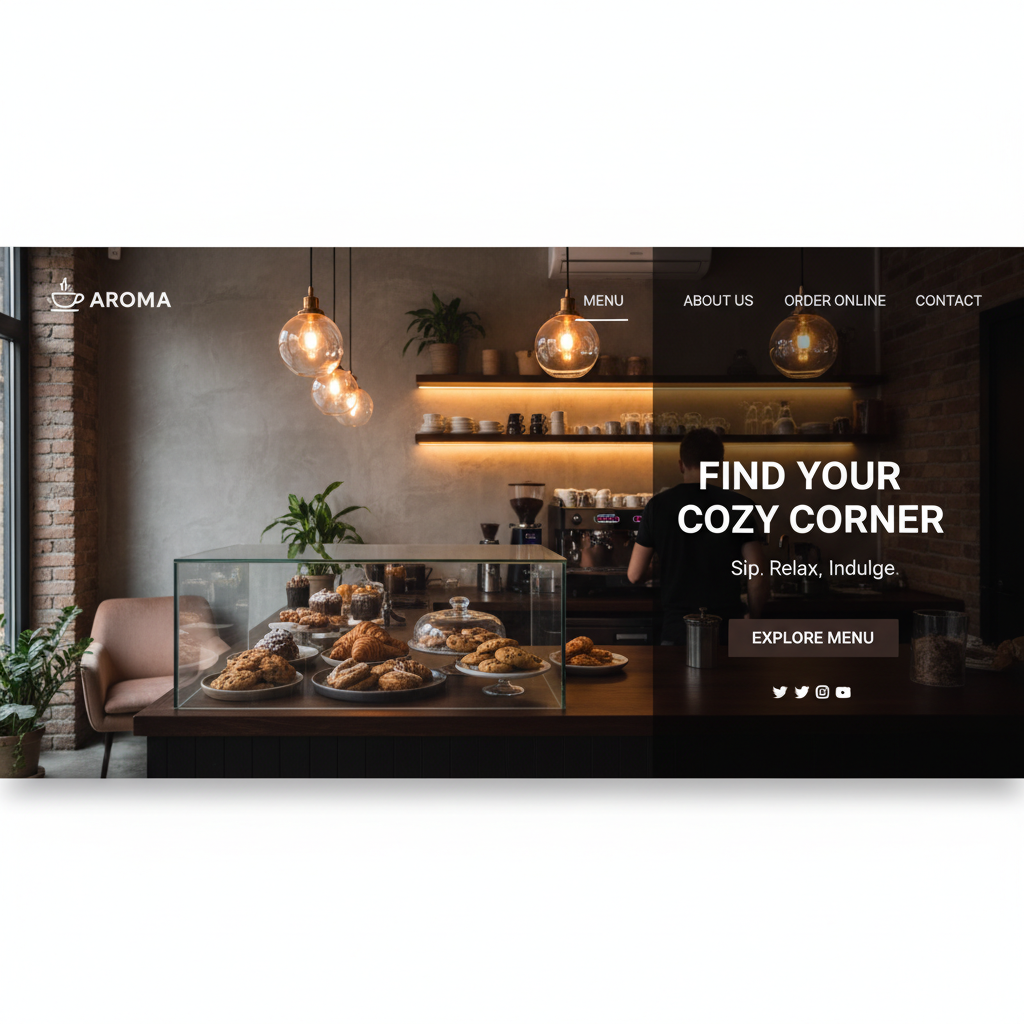 AROMA
MENU ABOUT US ORDER ONLINE CONTACT
FIND YOUR
COZY CORNER
Sip. Relax, Indulge.
EXPLORE MENU